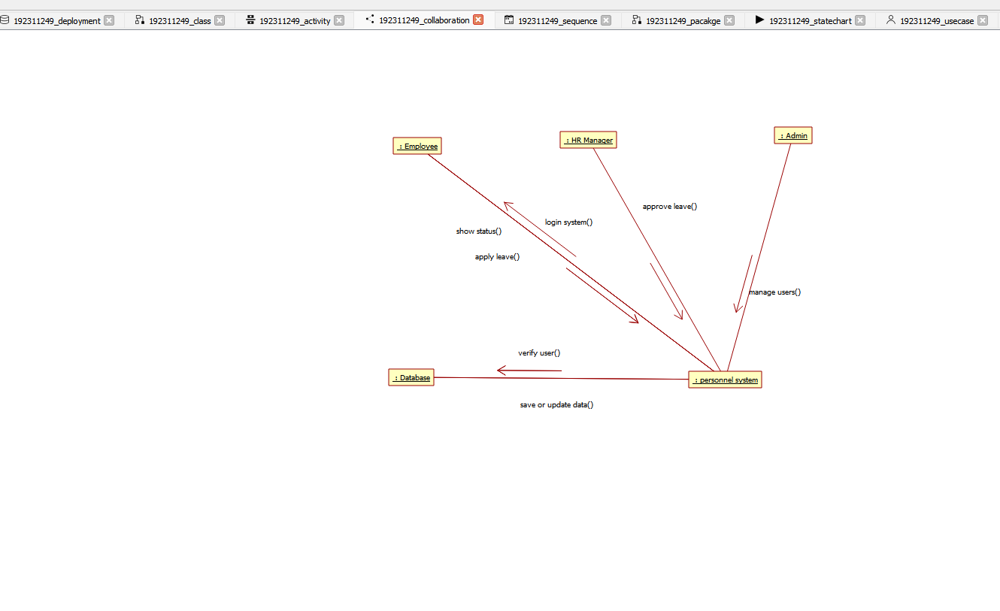 192311249_deployment
192311249_class
192311249_activity
192311249_collaboration
192311249_sequence
192311249_pacakge
192311249_statechart
192311249_usecase
: Employee
: HR Manager
: Admin
approve leave()
login system()
show status()
apply leave()
manage users()
verify user()
: Database
: personnel system
save or update data()